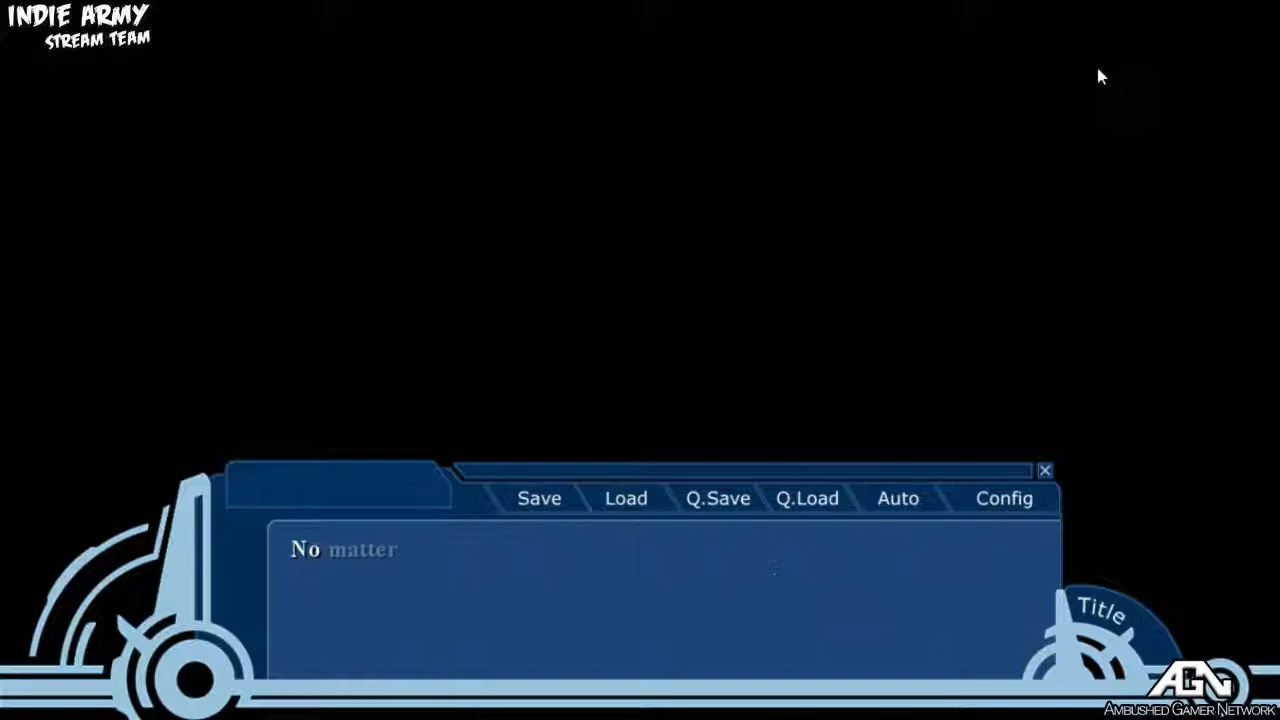 INDIE ARMY
STREAM TEAM
Save Load Q.Save Q.Load Auto Config
No matter
Title
AGN
AMBUSHED GAMER NETWORK